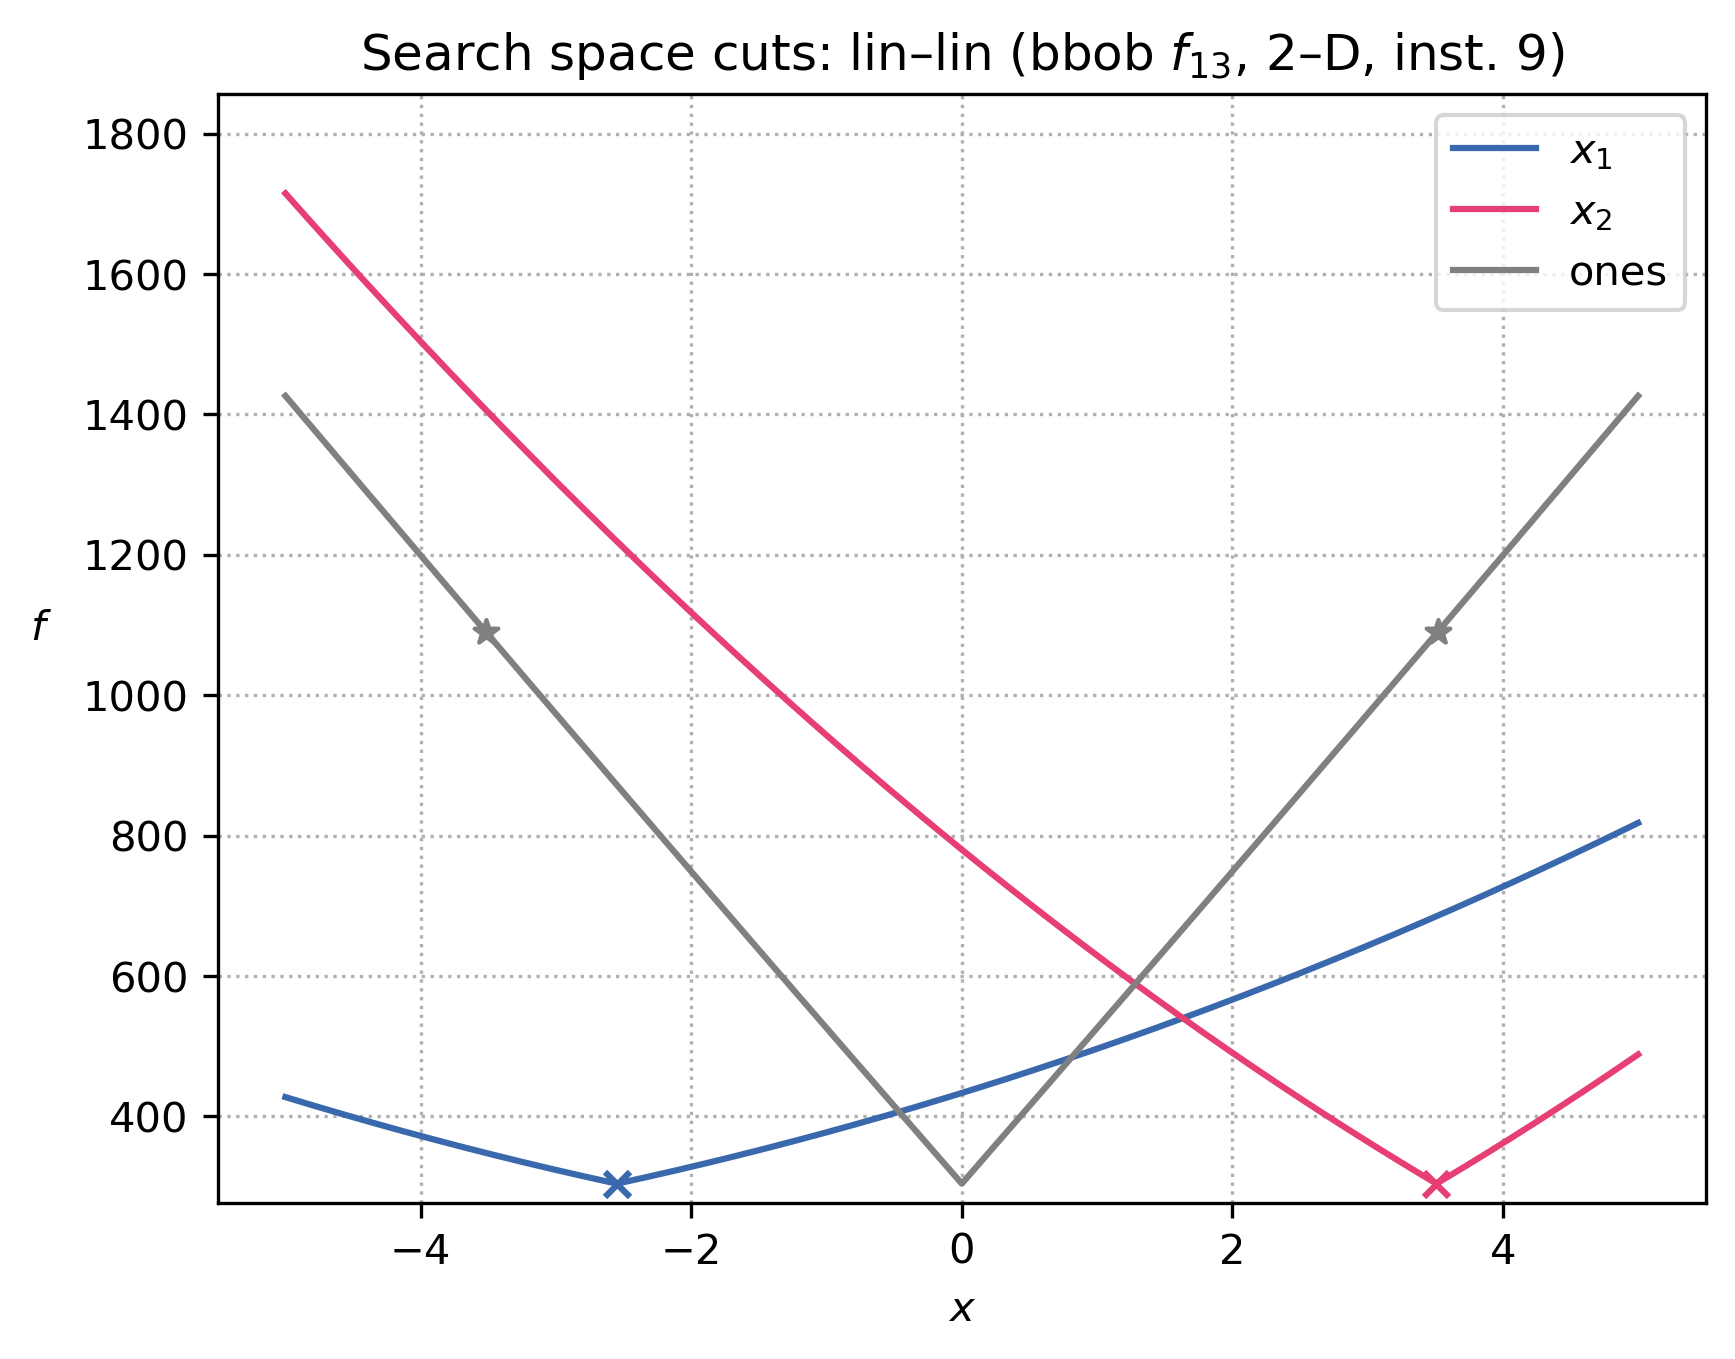 Search space cuts: lin–lin (bbob f13, 2–D, inst. 9)
1800
1600
1400
1200
1000
800
600
400
f
x1
x2
ones
−4
−2
0
2
4
x